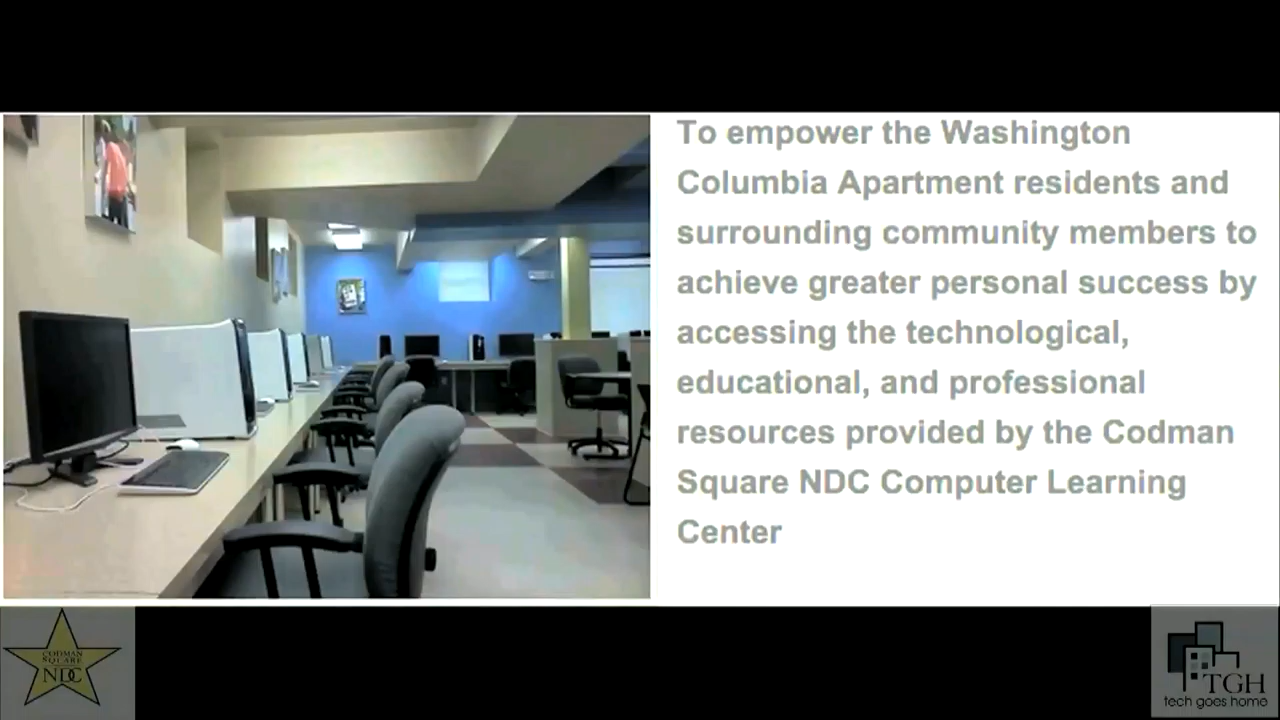 To empower the Washington
Columbia Apartment residents and
surrounding community members to
achieve greater personal success by
accessing the technological,
educational, and professional
resources provided by the Codman
Square NDC Computer Learning
Center
CODMAN
SQUARE
NDC
TGH
tech goes home